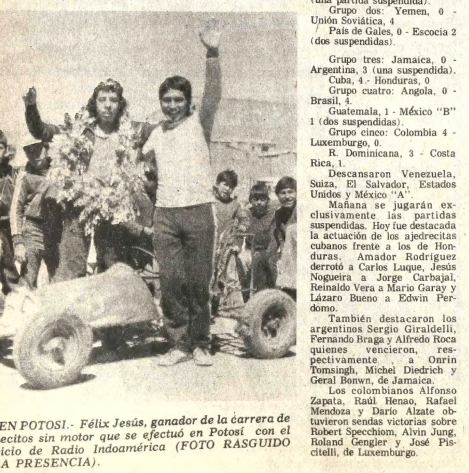 (una partida suspendida).
Grupo dos: Yemen, 0 -
Unión Soviática, 4
País de Gales, 0 - Escocia 2
(dos suspendidas).
Grupo tres: Jamaica, 0 -
Argentina, 3 (una suspendida).
Cuba, 4.- Honduras, 0
Grupo cuatro: Angola, 0 -
Brasil, 4.
Guatemala, 1 - México "B"
1 (dos suspendidas).
Grupo cinco: Colombia 4 -
Luxemburgo, 0.
R. Dominicana, 3 - Costa
Rica, 1.
Descansaron Venezuela,
Suiza, El Salvador, Estados
Unidos y México "A".
Mañana se jugarán ex-
clusivamente las partidas
suspendidas. Hoy fue destacada
la actuación de los ajedrecitas
cubanos frente a los de Hon-
duras. Amador Rodríguez
derrotó a Carlos Luque, Jesús
Nogueira a Jorge Carbajal,
Reinaldo Vera a Mario Garay y
Lázaro Bueno a Edwin Per-
domo.
También destacaron los
argentinos Sergio Giraldelli,
Fernando Braga y Alfredo Roca
quienes vencieron, res-
pectivamente a Onrin
Tomsingh, Michel Diedrich y
Geral Bonwn, de Jamaica.
Los colombianos Alfonso
Zapata, Raúl Henao, Rafael
Mendoza y Darío Alzate ob-
tuvieron sendas victorias sobre
Robert Specchiom, Alvin Jung,
Roland Gengler y José Pis-
citelli, de Luxemburgo.
EN POTOSI.- Félix Jesús, ganador de la carrera de
ecitos sin motor que se efectuó en Potosí con el
icio de Radio Indoamérica (FOTO RASGUIDO
A PRESENCIA).